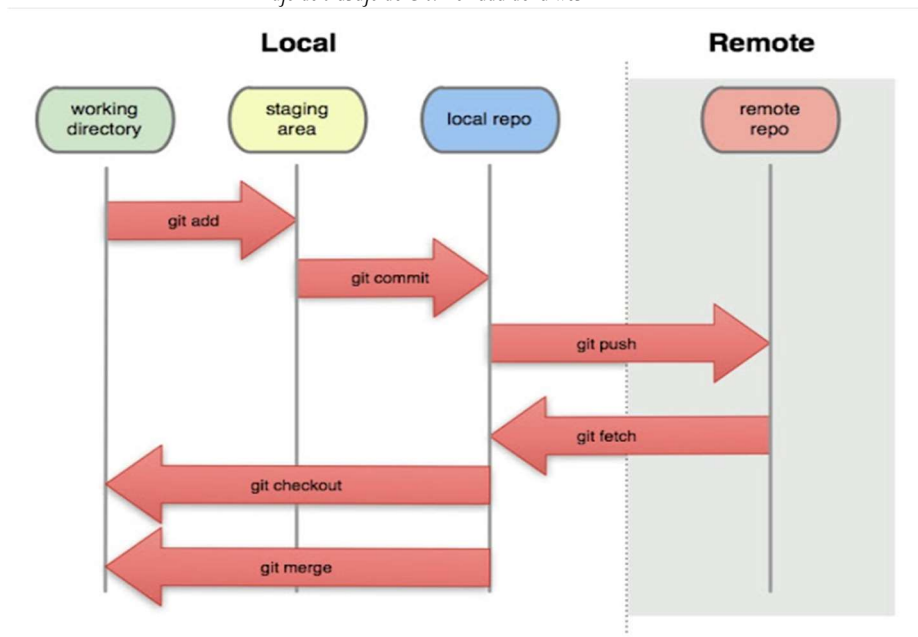 Local
Remote
working
directory
staging
area
local repo
remote
repo
git add
git commit
git push
git fetch
git checkout
git merge